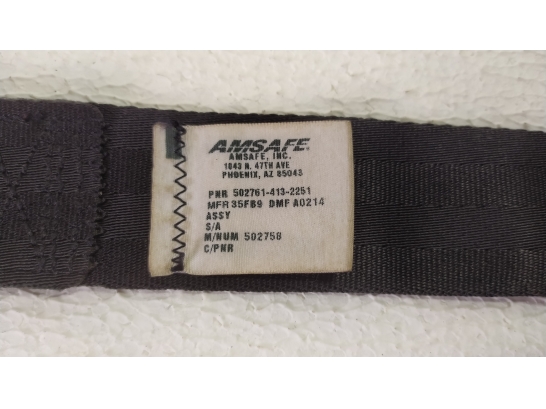 AMSAFE
AMSAFE, INC.
1043 N. 47TH AVE
PHOENIX, AZ 85043
PNR 502761-413-2251
MFR 35FB9 DMF A0214
ASSY
S/A
M/NUM 502758
C/PNR